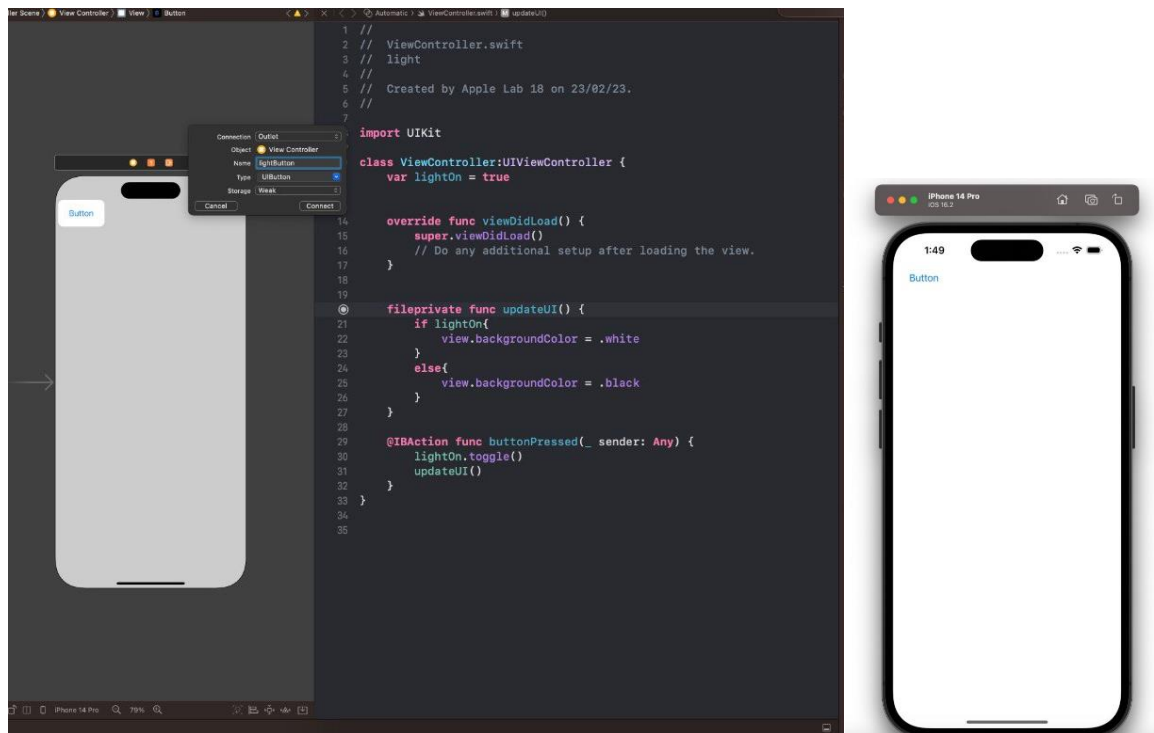 ller Scene 〉 View Controller 〉 View 〉 Button
Automatic 〉 ViewController.swift 〉 M updateUI()
1 //
2 //  ViewController.swift
3 //  light
4 //
5 //  Created by Apple Lab 18 on 23/02/23.
6 //
7
import UIKit
class ViewController:UIViewController {
var lightOn = true
14 override func viewDidLoad() {
15 super.viewDidLoad()
16 // Do any additional setup after loading the view.
17 }
18
19
fileprivate func updateUI() {
21 if lightOn{
22 view.backgroundColor = .white
23 }
24 else{
25 view.backgroundColor = .black
26 }
27 }
28
29 @IBAction func buttonPressed(_ sender: Any) {
30 lightOn.toggle()
31 updateUI()
32 }
33 }
34
35
Connection Outlet
Object View Controller
Name lightButton
Type UIButton
Storage Weak
Cancel Connect
Button
iPhone 14 Pro 79%
iPhone 14 Pro
iOS 16.2
1:49
Button